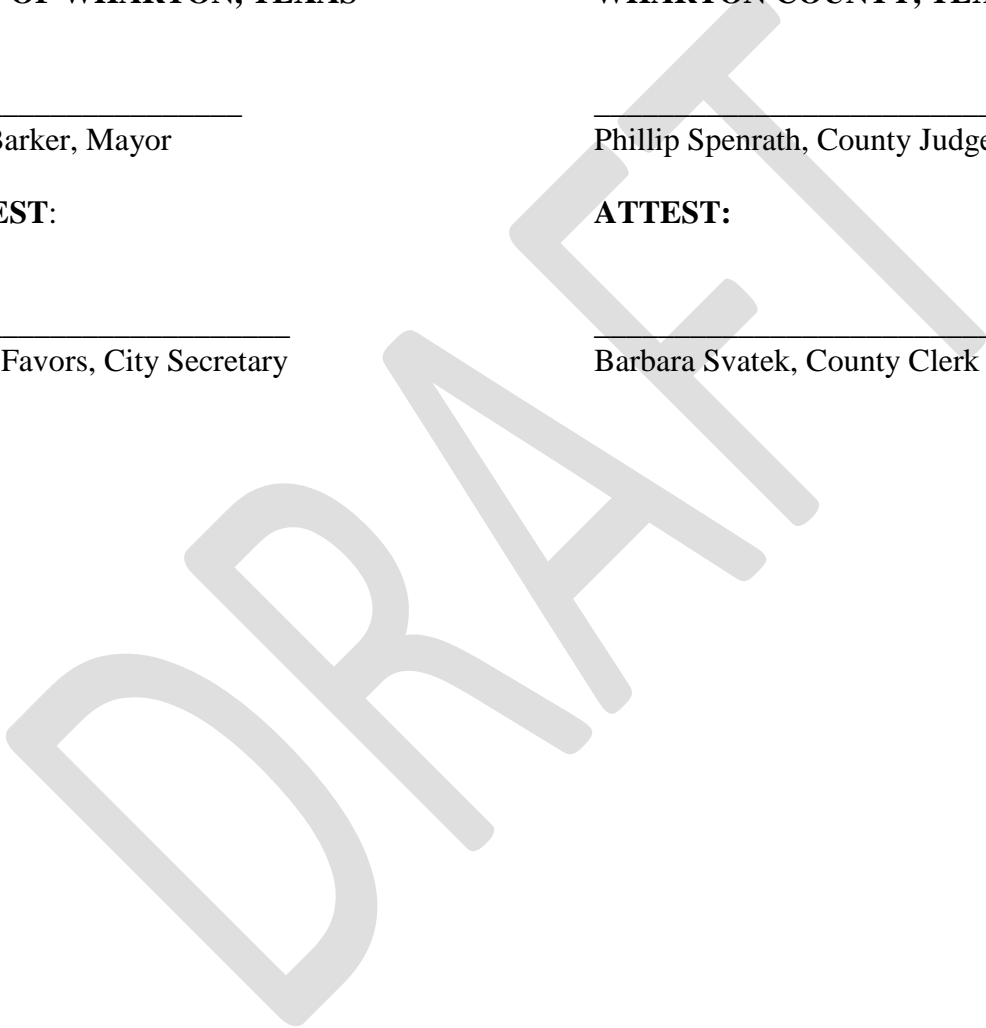 OF WHARTON, TEXAS WHARTON COUNTY, TEXAS
Barker, Mayor Phillip Spenrath, County Judge
EST: ATTEST:
Favors, City Secretary Barbara Svatek, County Clerk
DRAFT